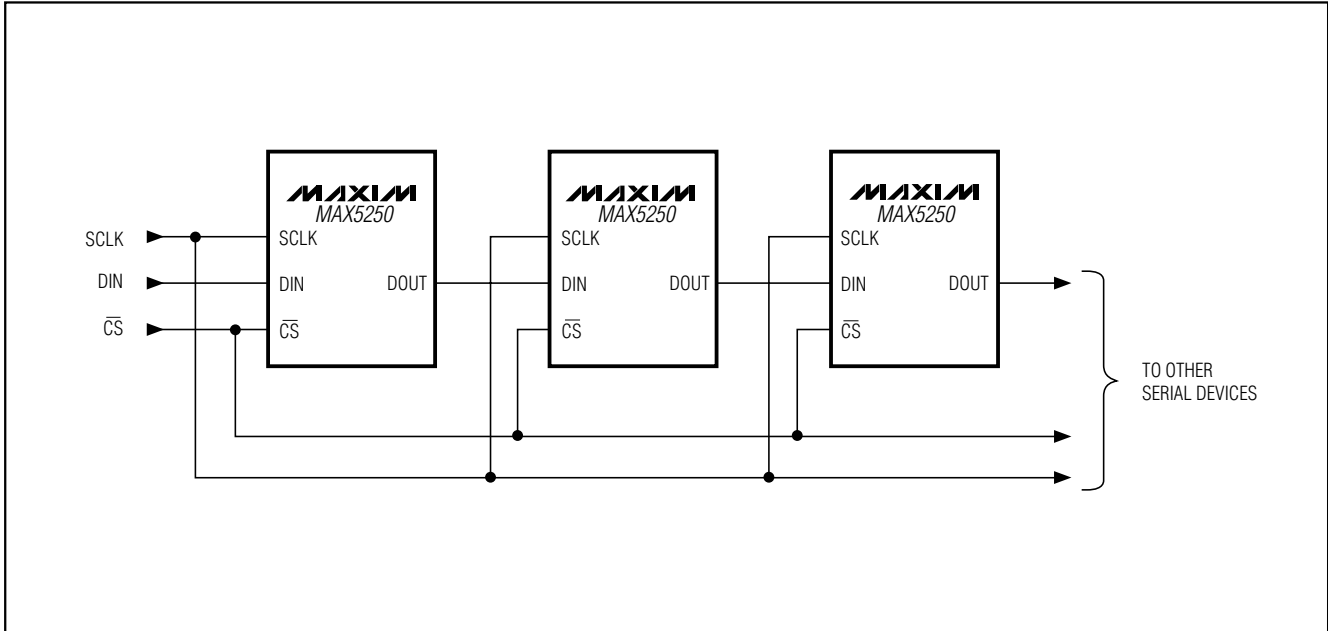 MAXIM
MAX5250
SCLK
DIN
CS
DOUT
MAXIM
MAX5250
SCLK
DIN
CS
DOUT
MAXIM
MAX5250
SCLK
DIN
CS
DOUT
SCLK
DIN
CS
TO OTHER
SERIAL DEVICES